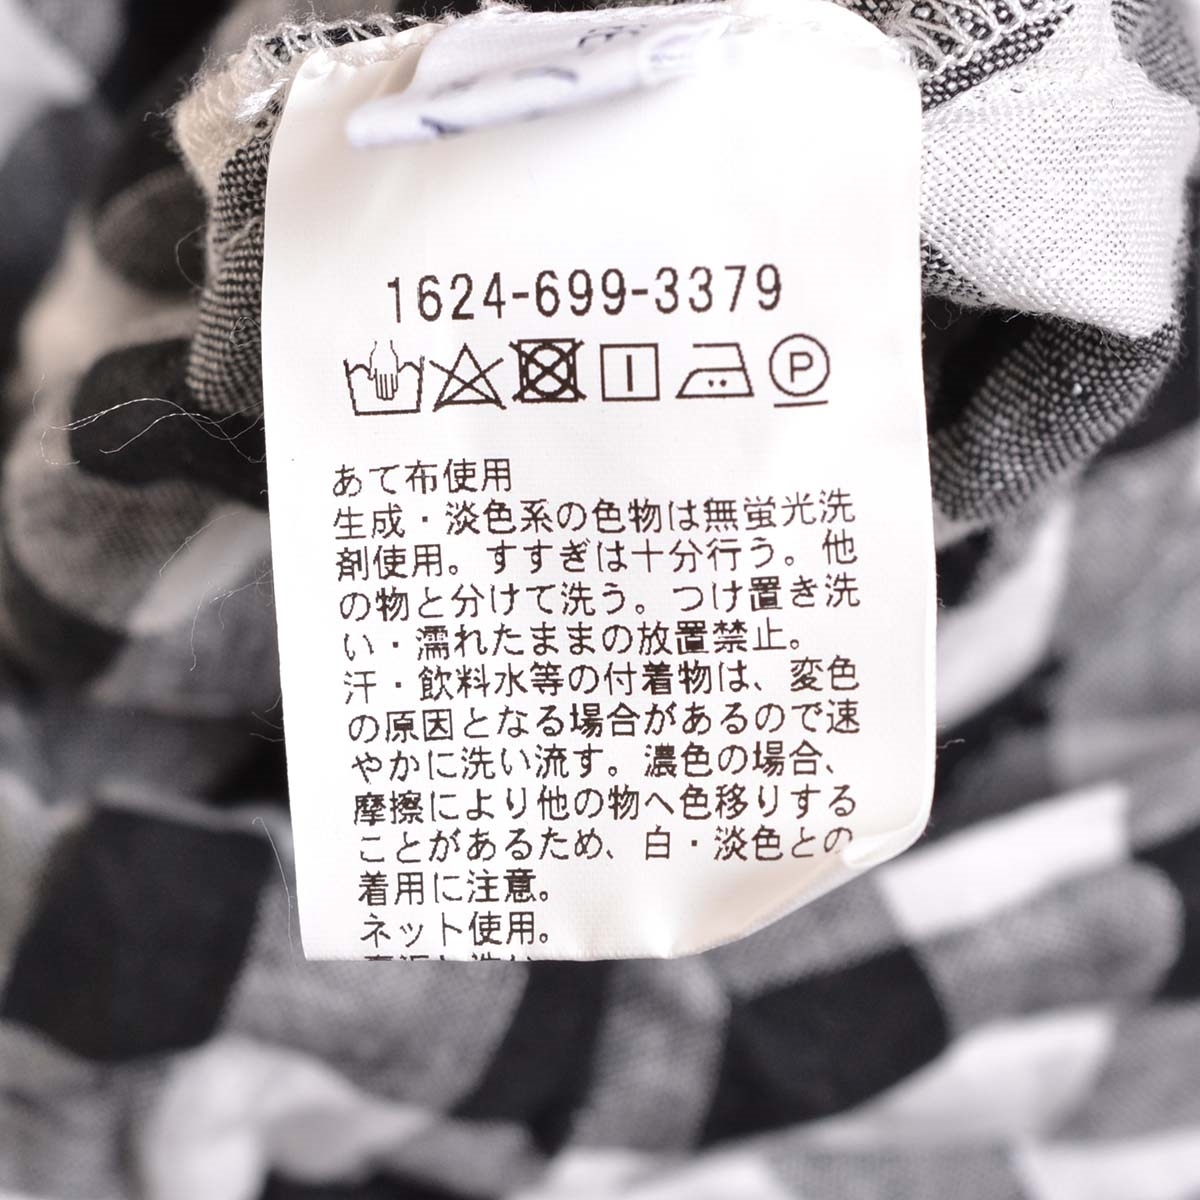 1624-699-3379
P
あて布使用
生成・淡色系の色物は無蛍光洗
剤使用。すすぎは十分行う。他
の物と分けて洗う。つけ置き洗
い・濡れたままの放置禁止。
汗・飲料水等の付着物は、変色
の原因となる場合があるので速
やかに洗い流す。濃色の場合、
摩擦により他の物へ色移りする
ことがあるため、白・淡色との
着用に注意。
ネット使用。